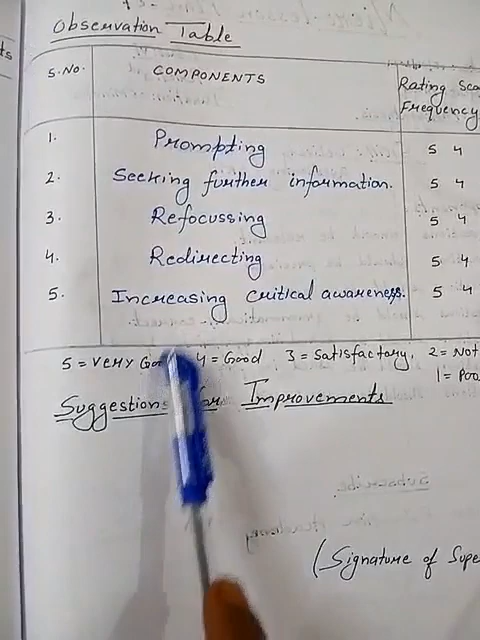 Observation Table
S.No. COMPONENTS Rating
Frequency
1. Prompting 5 4
2. Seeking further information. 5 4
3. Refocussing 5 4
4. Redirecting 5 4
5. Increasing critical awareness. 5 4
5 = Very 4 = Good 3 = Satisfactory, 2 = Not
1 =
Suggestions for Improvements
Subscribe
(Signature of